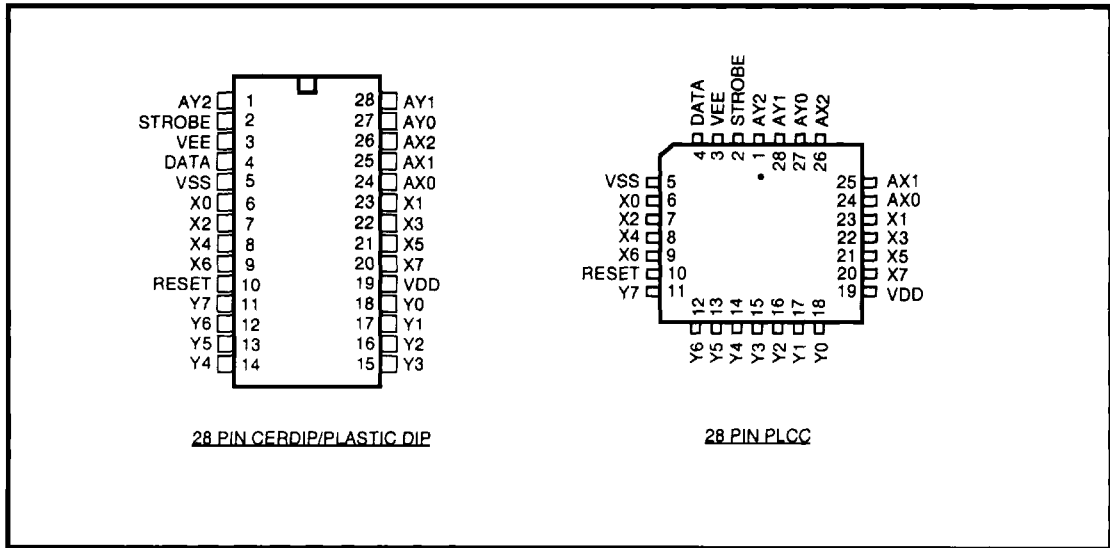 AY2 1 28 AY1
STROBE 2 27 AY0
VEE 3 26 AX2
DATA 4 25 AX1
VSS 5 24 AX0
X0 6 23 X1
X2 7 22 X3
X4 8 21 X5
X6 9 20 X7
RESET 10 19 VDD
Y7 11 18 Y0
Y6 12 17 Y1
Y5 13 16 Y2
Y4 14 15 Y3
28 PIN CERDIP/PLASTIC DIP
DATA VEE STROBE AY2 AY1 AY0 AX2
4 3 2 1 28 27 26
VSS 5 25 AX1
X0 6 24 AX0
X2 7 23 X1
X4 8 22 X3
X6 9 21 X5
RESET 10 20 X7
Y7 11 19 VDD
12 13 14 15 16 17 18
Y6 Y5 Y4 Y3 Y2 Y1 Y0
28 PIN PLCC